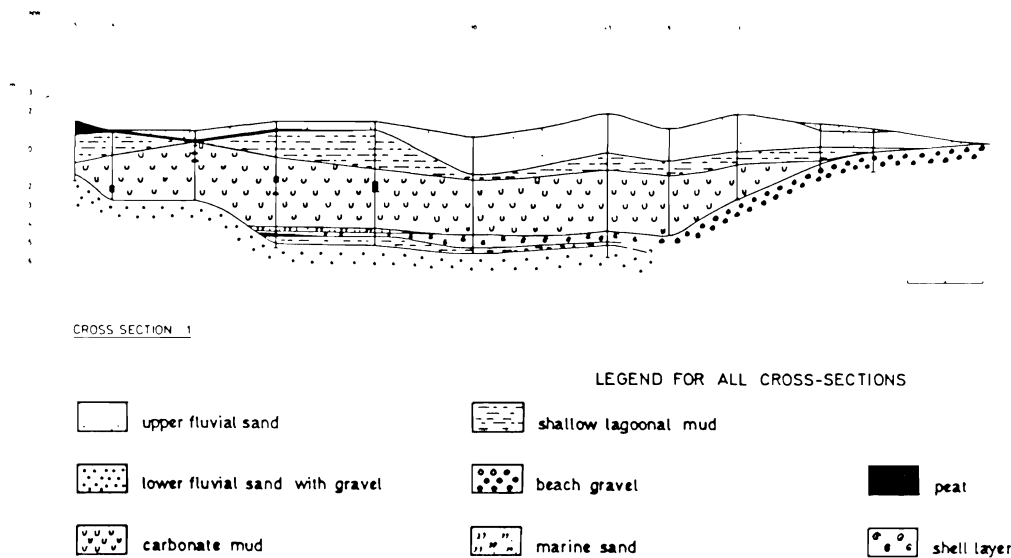 CROSS SECTION 1
LEGEND FOR ALL CROSS-SECTIONS
upper fluvial sand
shallow lagoonal mud
lower fluvial sand with gravel
beach gravel
peat
carbonate mud
marine sand
shell layer